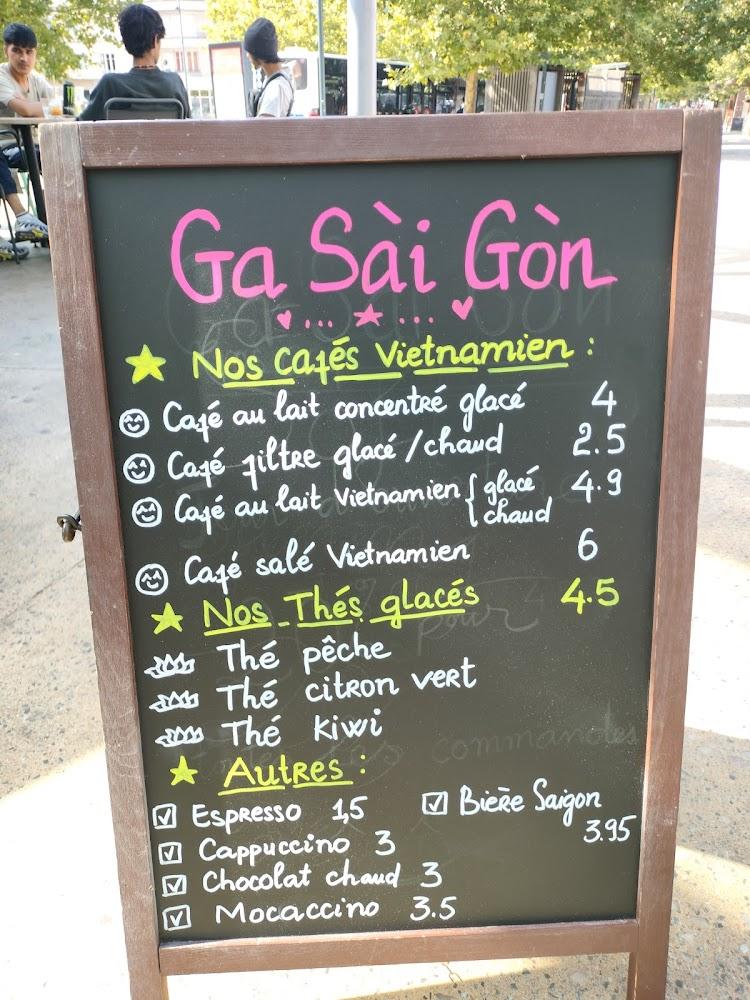 Ga Sài Gòn
Nos cafés Vietnamien :
Café au lait concentré glacé 4
Café filtre glacé / chaud 2.5
Café au lait Vietnamien { glacé 4.9
chaud
Café salé Vietnamien 6
Nos Thés glacés 4.5
Thé pêche
Thé citron vert
Thé kiwi
Autres :
Espresso 1,5
Bière Saigon
3.95
Cappuccino 3
Chocolat chaud 3
Mocaccino 3.5
pour
commandes